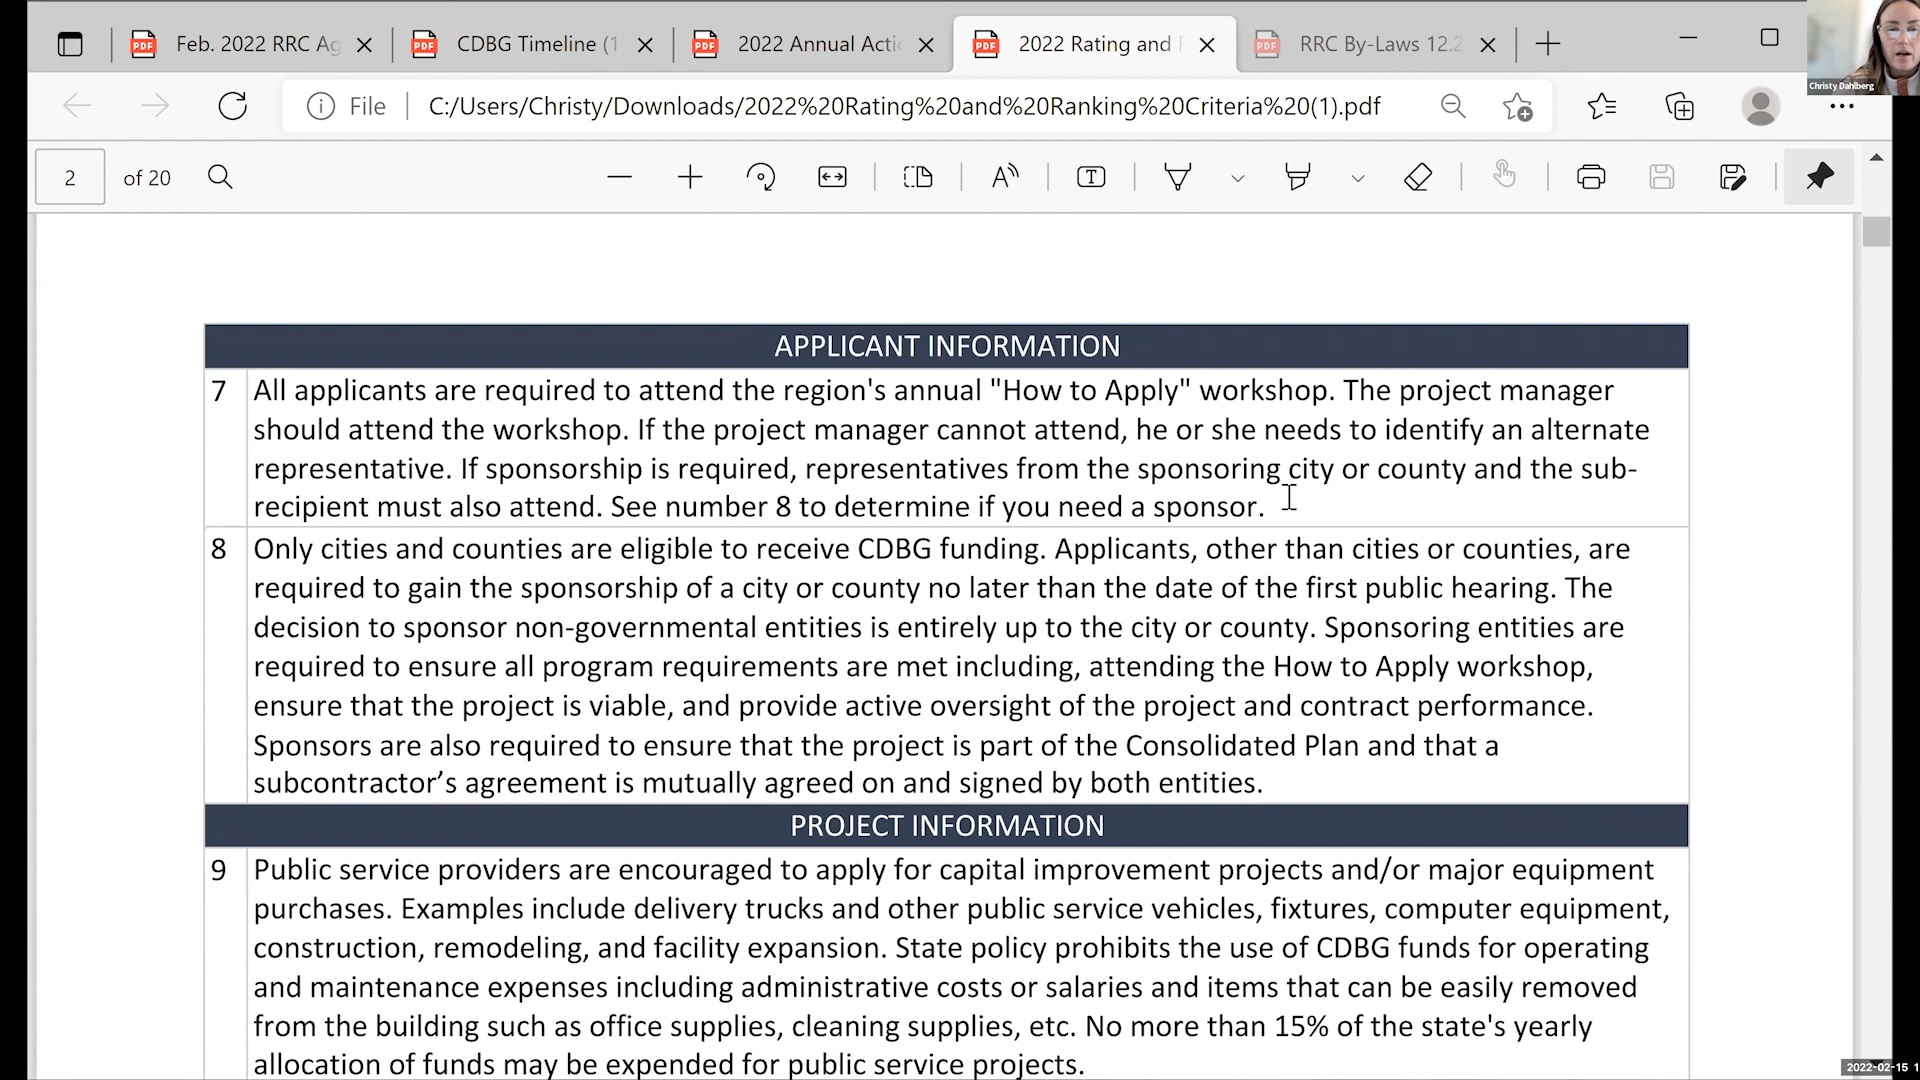 Feb. 2022 RRC Ag
CDBG Timeline (1
2022 Annual Acti
2022 Rating and
RRC By-Laws 12.2
Christy Dahlberg
File
C:/Users/Christy/Downloads/2022%20Rating%20and%20Ranking%20Criteria%20(1).pdf
2 of 20
APPLICANT INFORMATION
7 All applicants are required to attend the region's annual "How to Apply" workshop. The project manager
should attend the workshop. If the project manager cannot attend, he or she needs to identify an alternate
representative. If sponsorship is required, representatives from the sponsoring city or county and the sub-
recipient must also attend. See number 8 to determine if you need a sponsor.
8 Only cities and counties are eligible to receive CDBG funding. Applicants, other than cities or counties, are
required to gain the sponsorship of a city or county no later than the date of the first public hearing. The
decision to sponsor non-governmental entities is entirely up to the city or county. Sponsoring entities are
required to ensure all program requirements are met including, attending the How to Apply workshop,
ensure that the project is viable, and provide active oversight of the project and contract performance.
Sponsors are also required to ensure that the project is part of the Consolidated Plan and that a
subcontractor’s agreement is mutually agreed on and signed by both entities.
PROJECT INFORMATION
9 Public service providers are encouraged to apply for capital improvement projects and/or major equipment
purchases. Examples include delivery trucks and other public service vehicles, fixtures, computer equipment,
construction, remodeling, and facility expansion. State policy prohibits the use of CDBG funds for operating
and maintenance expenses including administrative costs or salaries and items that can be easily removed
from the building such as office supplies, cleaning supplies, etc. No more than 15% of the state's yearly
allocation of funds may be expended for public service projects.
2022-02-15 1